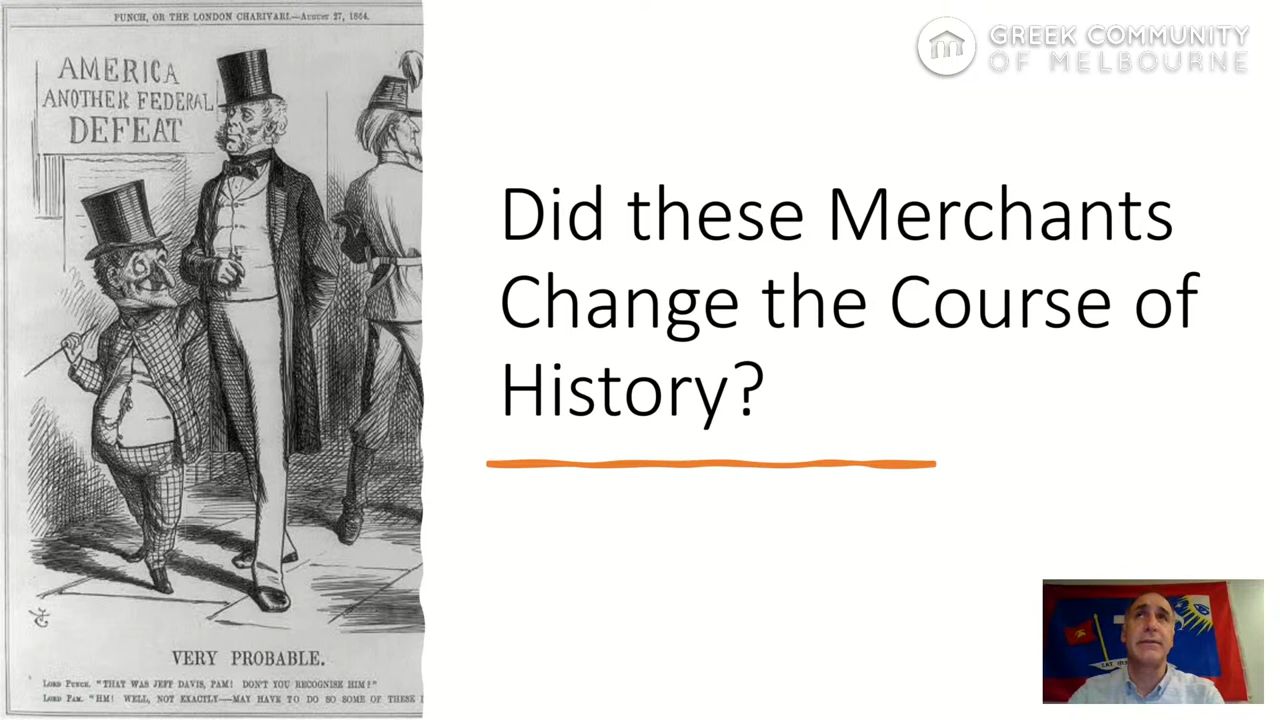 PUNCH, OR THE LONDON CHARIVARI.—AUGUST 27, 1864.
AMERICA
ANOTHER FEDERAL
DEFEAT
VERY PROBABLE.
LORD PUNCH. "THAT WAS JEFF DAVIS, PAM! DON'T YOU RECOGNISE HIM?"
LORD PAM. "HM! WELL, NOT EXACTLY—MAY HAVE TO DO SO SOME OF THESE
GREEK COMMUNITY
OF MELBOURNE
Did these Merchants
Change the Course of
History?